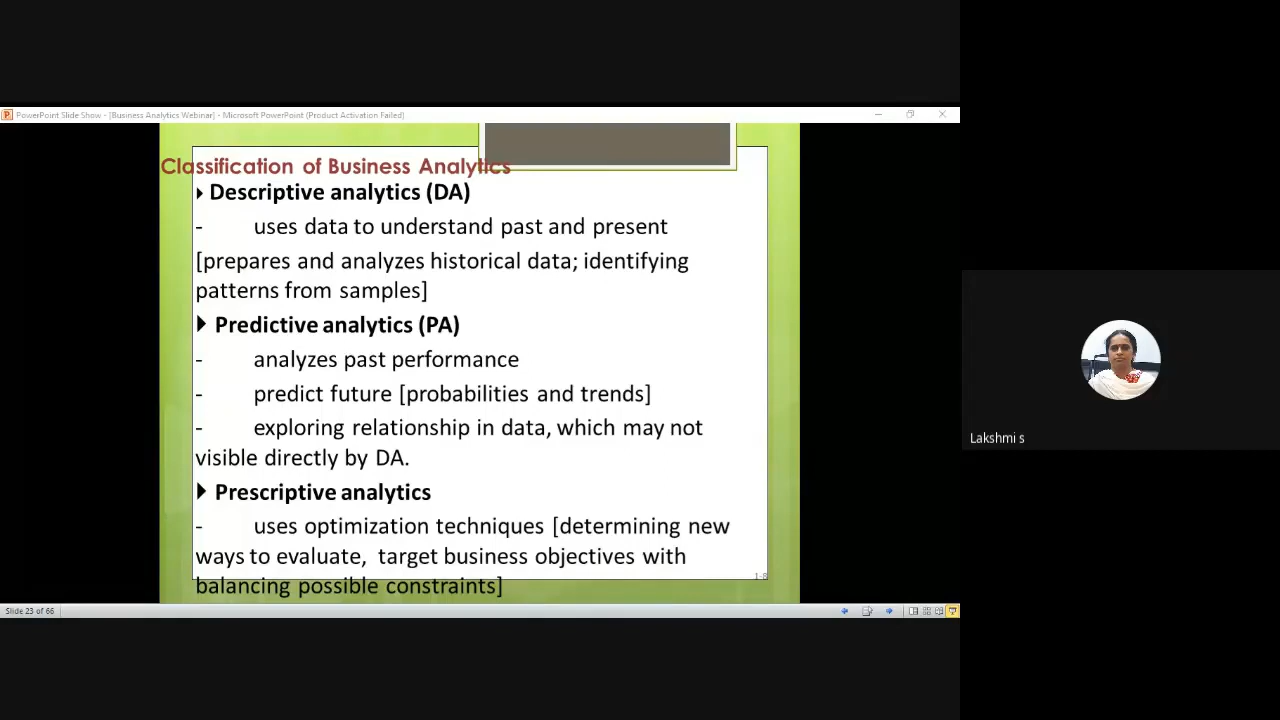 PowerPoint Slide Show - [Business Analytics Webinar] - Microsoft PowerPoint (Product Activation Failed)
Classification of Business Analytics
Descriptive analytics (DA)
- uses data to understand past and present
[prepares and analyzes historical data; identifying
patterns from samples]
Predictive analytics (PA)
- analyzes past performance
- predict future [probabilities and trends]
- exploring relationship in data, which may not
visible directly by DA.
Prescriptive analytics
- uses optimization techniques [determining new
ways to evaluate, target business objectives with
balancing possible constraints]
1-8
Slide 23 of 66
Lakshmi s